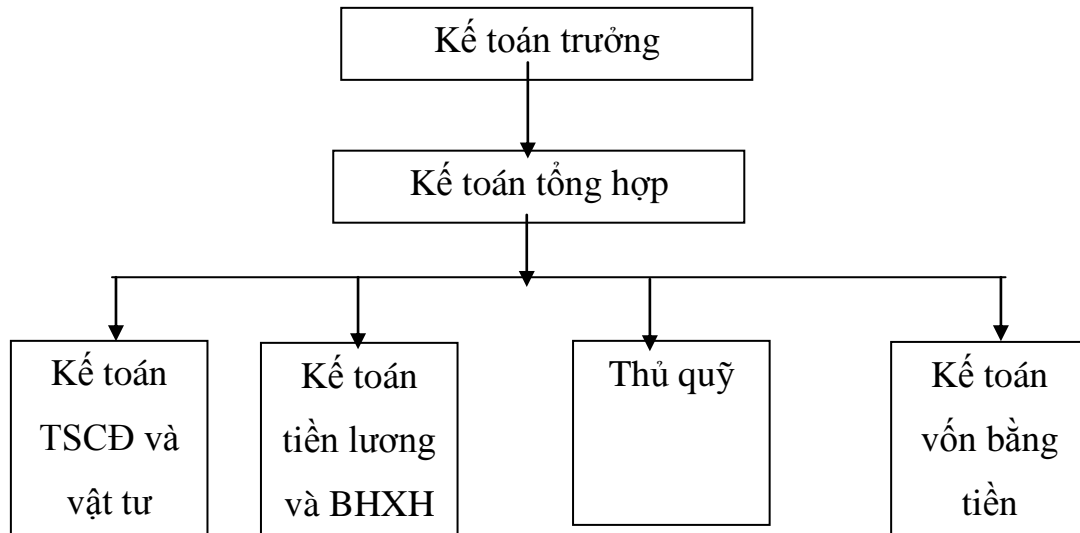 Kế toán trưởng
Kế toán tổng hợp
Kế toán
TSCĐ và
vật tư
Kế toán
tiền lương
và BHXH
Thủ quỹ
Kế toán
vốn bằng
tiền